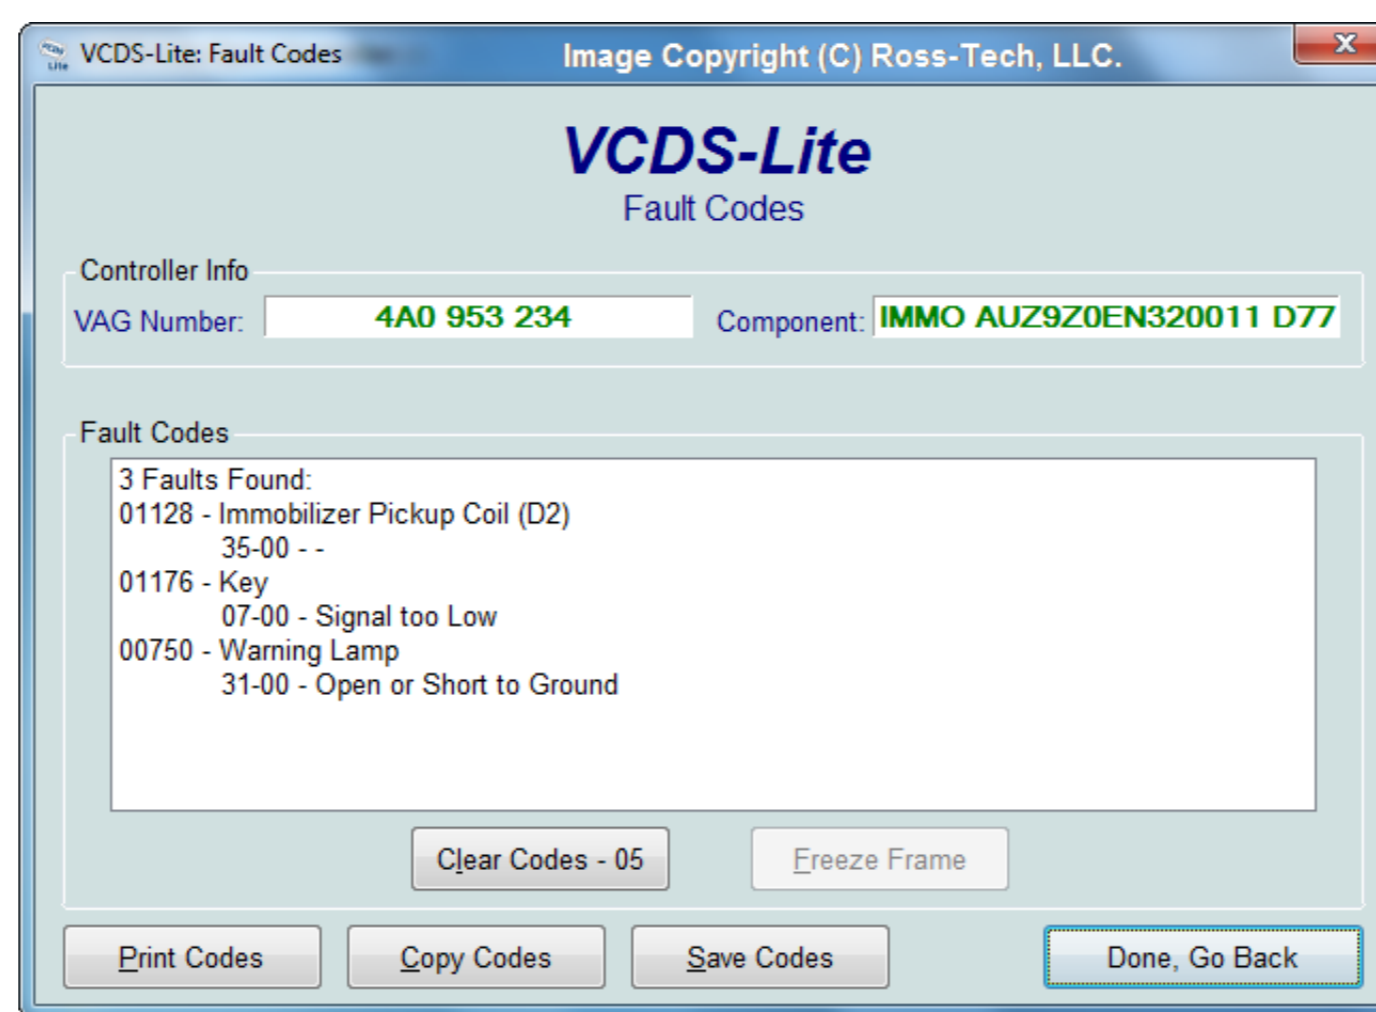 VCDS-Lite: Fault Codes
Image Copyright (C) Ross-Tech, LLC.
VCDS-Lite
Fault Codes
Controller Info
VAG Number: 4A0 953 234 Component: IMMO AUZ9Z0EN320011 D77
Fault Codes
3 Faults Found:
01128 - Immobilizer Pickup Coil (D2)
35-00 - -
01176 - Key
07-00 - Signal too Low
00750 - Warning Lamp
31-00 - Open or Short to Ground
Clear Codes - 05 Freeze Frame
Print Codes Copy Codes Save Codes Done, Go Back